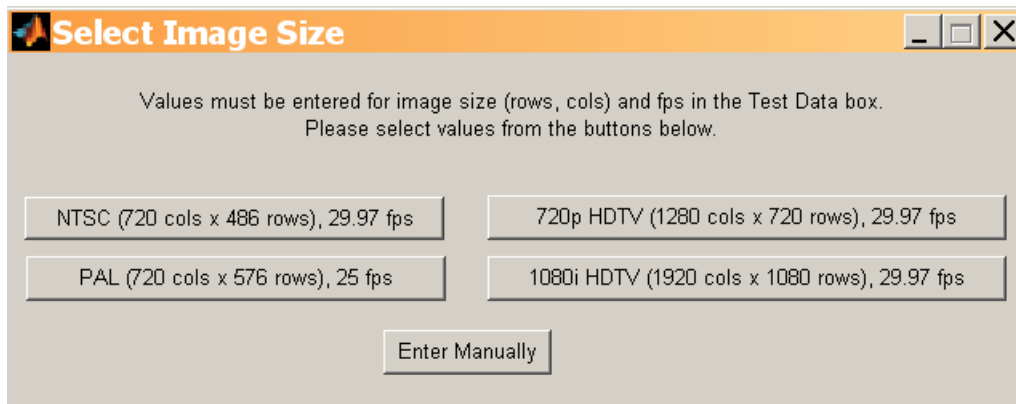 Select Image Size
Values must be entered for image size (rows, cols) and fps in the Test Data box.
Please select values from the buttons below.
NTSC (720 cols x 486 rows), 29.97 fps
720p HDTV (1280 cols x 720 rows), 29.97 fps
PAL (720 cols x 576 rows), 25 fps
1080i HDTV (1920 cols x 1080 rows), 29.97 fps
Enter Manually